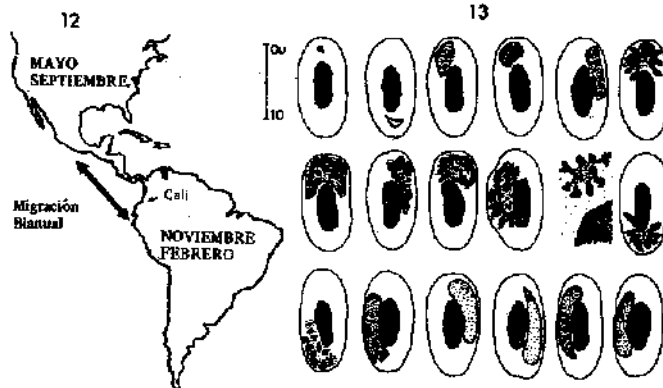 12
13
MAYO
SEPTIEMBRE
Cali
Migración
Bianual
NOVIEMBRE
FEBRERO
10